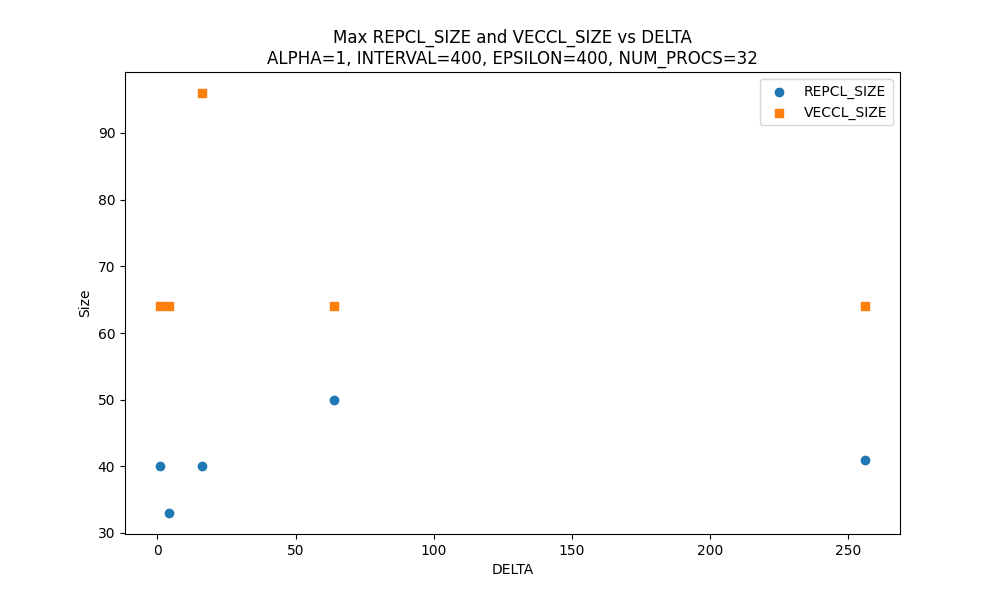 Max REPCL_SIZE and VECCL_SIZE vs DELTA
ALPHA=1, INTERVAL=400, EPSILON=400, NUM_PROCS=32
REPCL_SIZE
VECCL_SIZE
90
80
70
60
50
40
30
Size
0
50
100
150
200
250
DELTA